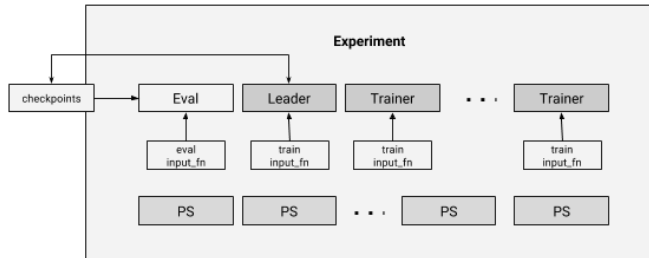 Experiment
checkpoints
Eval
Leader
Trainer
. . .
Trainer
eval
input_fn
train
input_fn
train
input_fn
train
input_fn
PS
PS
. . .
PS
PS